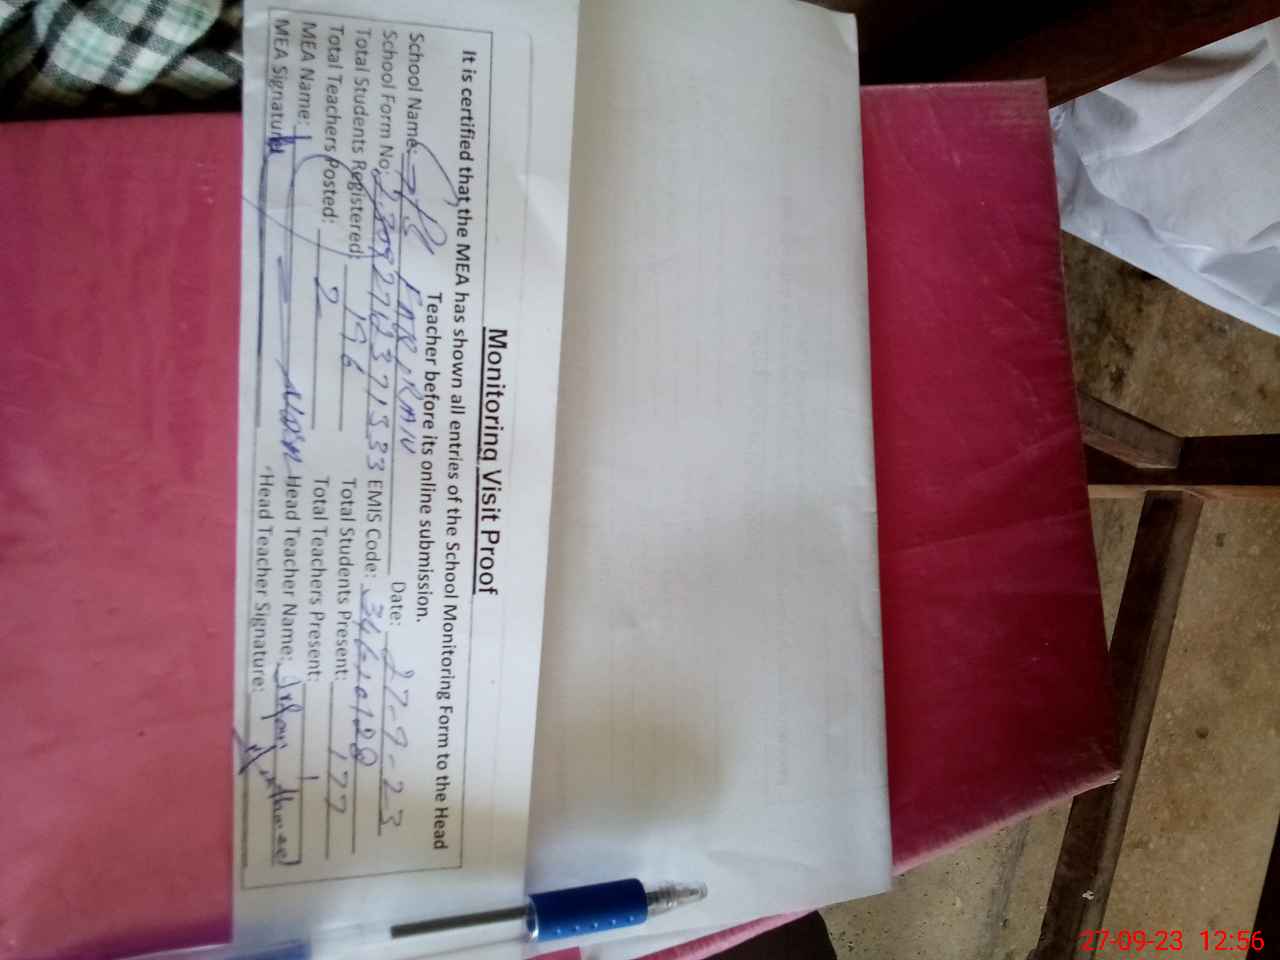 Monitoring Visit Proof
It is certified that the MEA has shown all entries of the School Monitoring Form to the Head
Teacher before its online submission.
School Name: GPS Date: 27-9-23
School Form No: EMIS Code:
Total Students Registered: 196 Total Students Present: 177
Total Teachers Posted: 2 Total Teachers Present: 1
MEA Name: Head Teacher Name:
MEA Signature Head Teacher Signature:
27-09-23 12:56